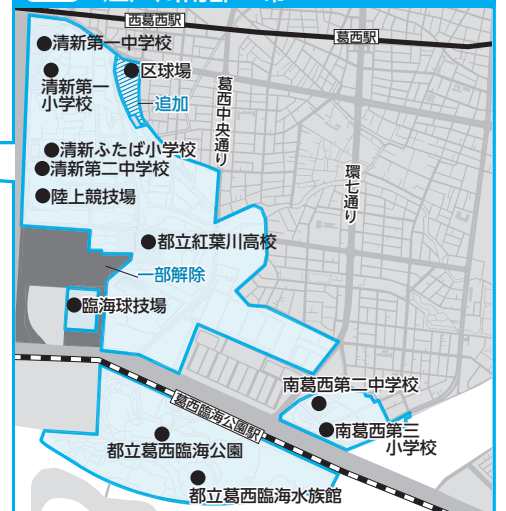 西葛西駅
葛西駅
清新第一中学校
区球場
清新第一
小学校
追加
葛西中央通り
清新ふたば小学校
清新第二中学校
環七通り
陸上競技場
都立紅葉川高校
一部解除
臨海球技場
南葛西第二中学校
葛西臨海公園駅
南葛西第三
小学校
都立葛西臨海公園
都立葛西臨海水族館